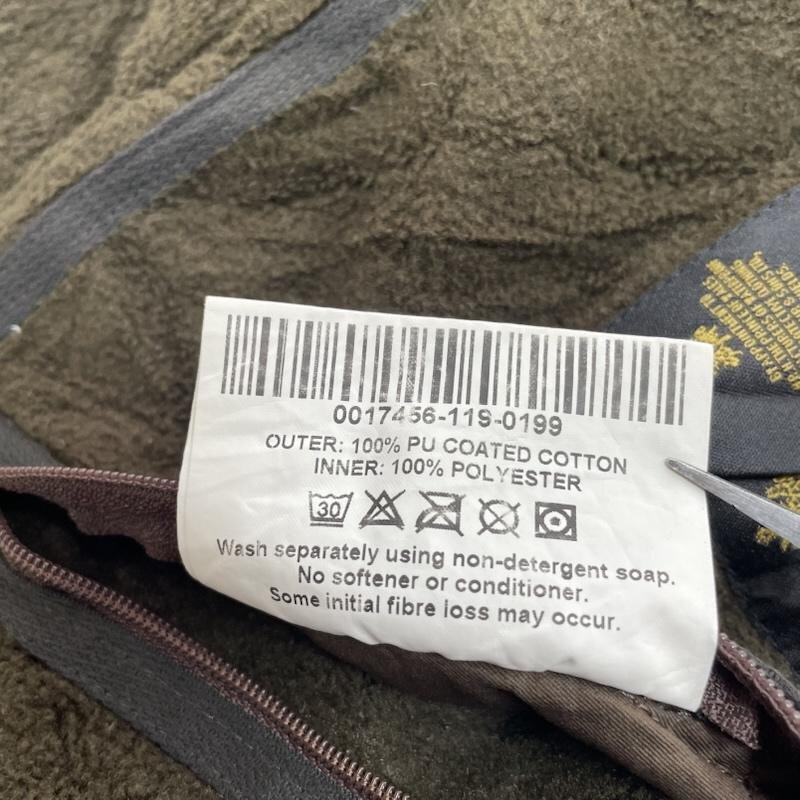 0017456-119-0199
OUTER: 100% PU COATED COTTON
INNER: 100% POLYESTER
30
Wash separately using non-detergent soap.
No softener or conditioner.
Some initial fibre loss may occur.